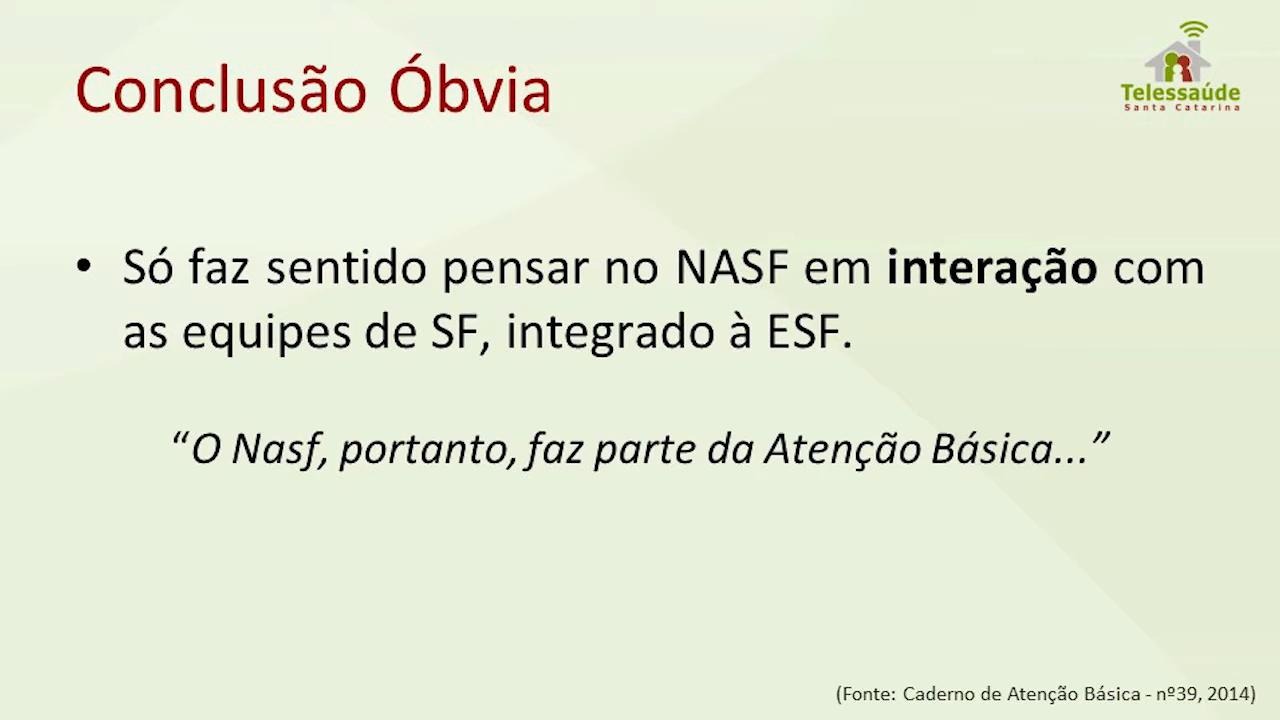 Conclusão Óbvia
Telessaúde
Santa Catarina
• Só faz sentido pensar no NASF em interação com
as equipes de SF, integrado à ESF.
“O Nasf, portanto, faz parte da Atenção Básica...”
(Fonte: Caderno de Atenção Básica - nº39, 2014)